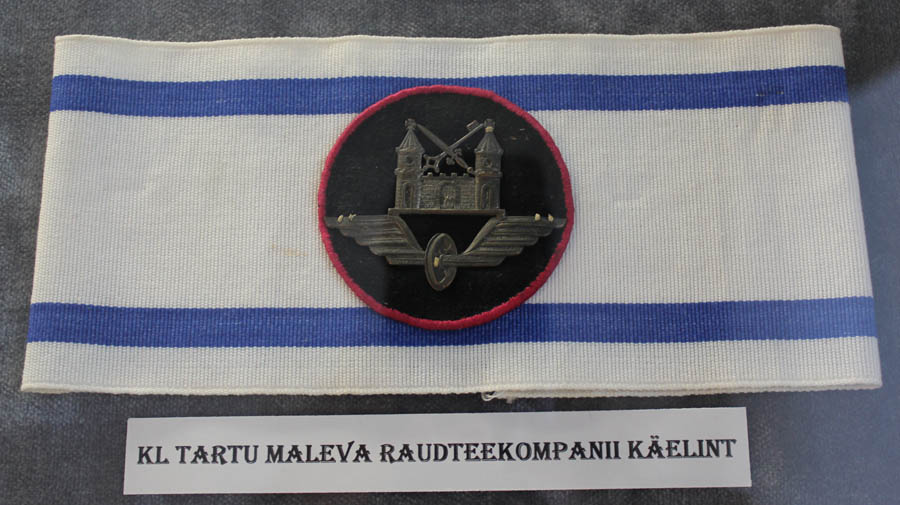 KL TARTU MALEVA RAUDTEEKOMPANII KÄELINT